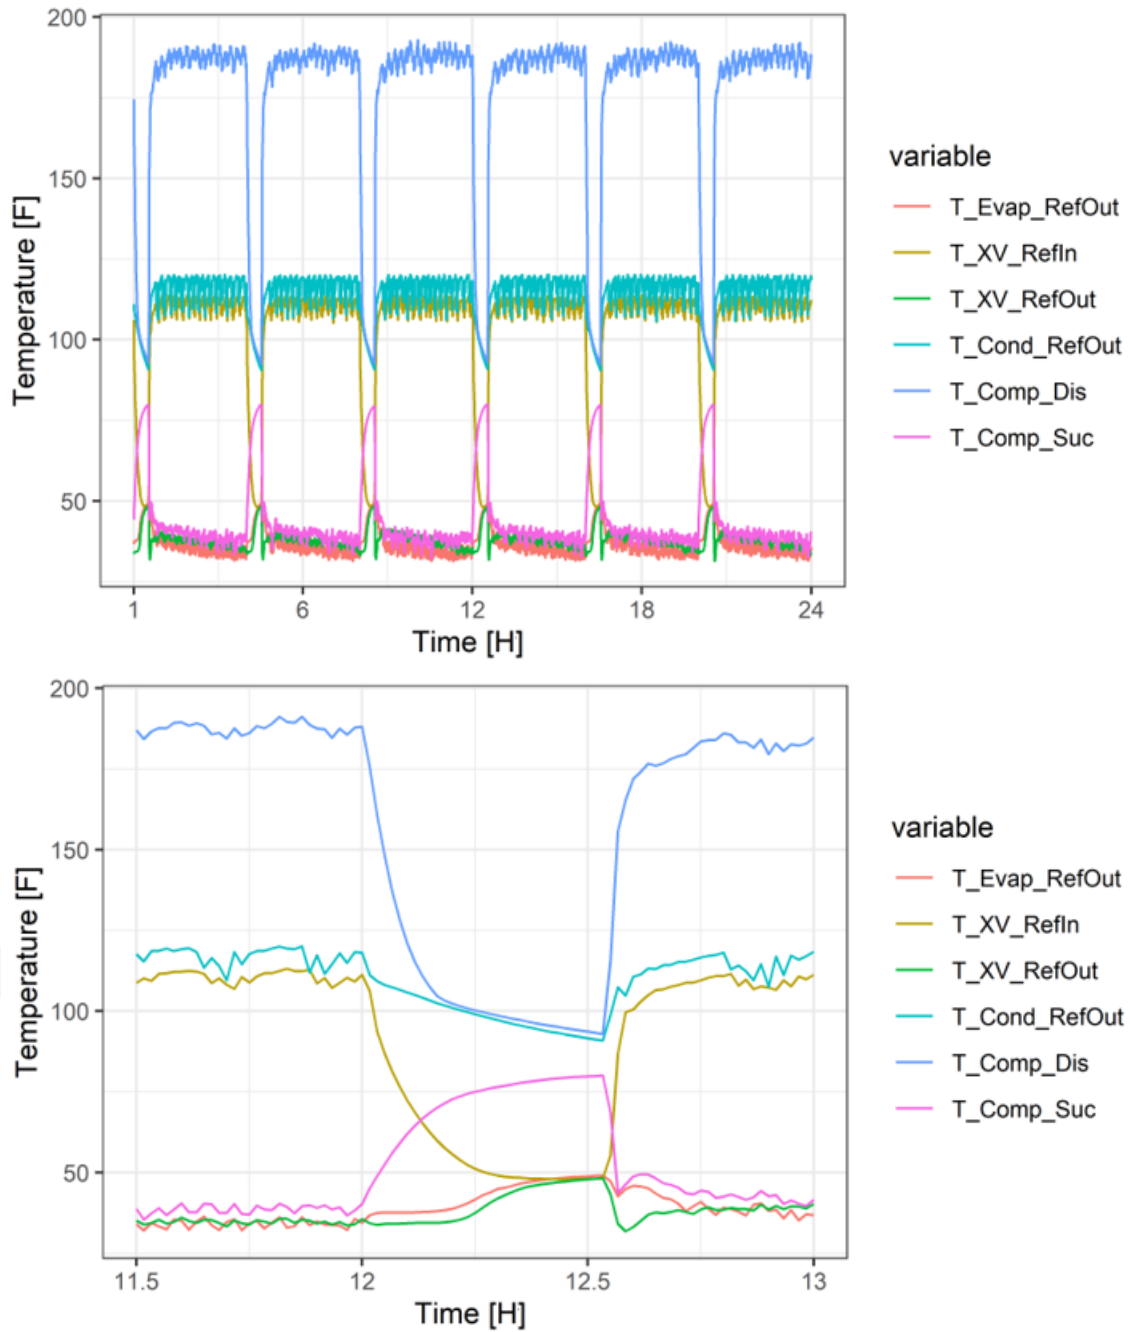 200
150
100
50
Temperature [F]
1
6
12
18
24
Time [H]
variable
T_Evap_RefOut
T_XV_RefIn
T_XV_RefOut
T_Cond_RefOut
T_Comp_Dis
T_Comp_Suc
200
150
100
50
Temperature [F]
11.5
12
12.5
13
Time [H]
variable
T_Evap_RefOut
T_XV_RefIn
T_XV_RefOut
T_Cond_RefOut
T_Comp_Dis
T_Comp_Suc